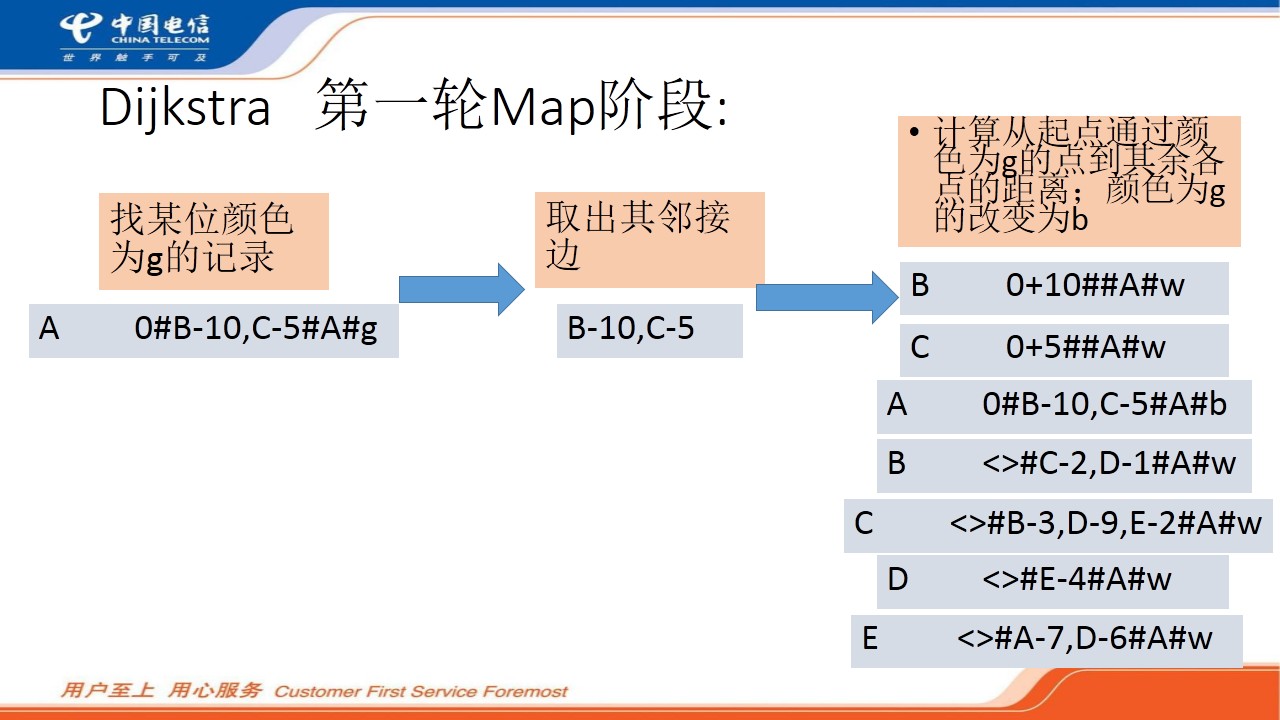 中国电信
CHINA TELECOM
世界触手可及
Dijkstra 第一轮Map阶段:
找某位颜色
为g的记录
A 0#B-10,C-5#A#g
取出其邻接
边
B-10,C-5
• 计算从起点通过颜
色为g的点到其余各
点的距离；颜色为g
的改变为b
B 0+10##A#w
C 0+5##A#w
A 0#B-10,C-5#A#b
B <>#C-2,D-1#A#w
C <>#B-3,D-9,E-2#A#w
D <>#E-4#A#w
E <>#A-7,D-6#A#w
用户至上 用心服务 Customer First Service Foremost